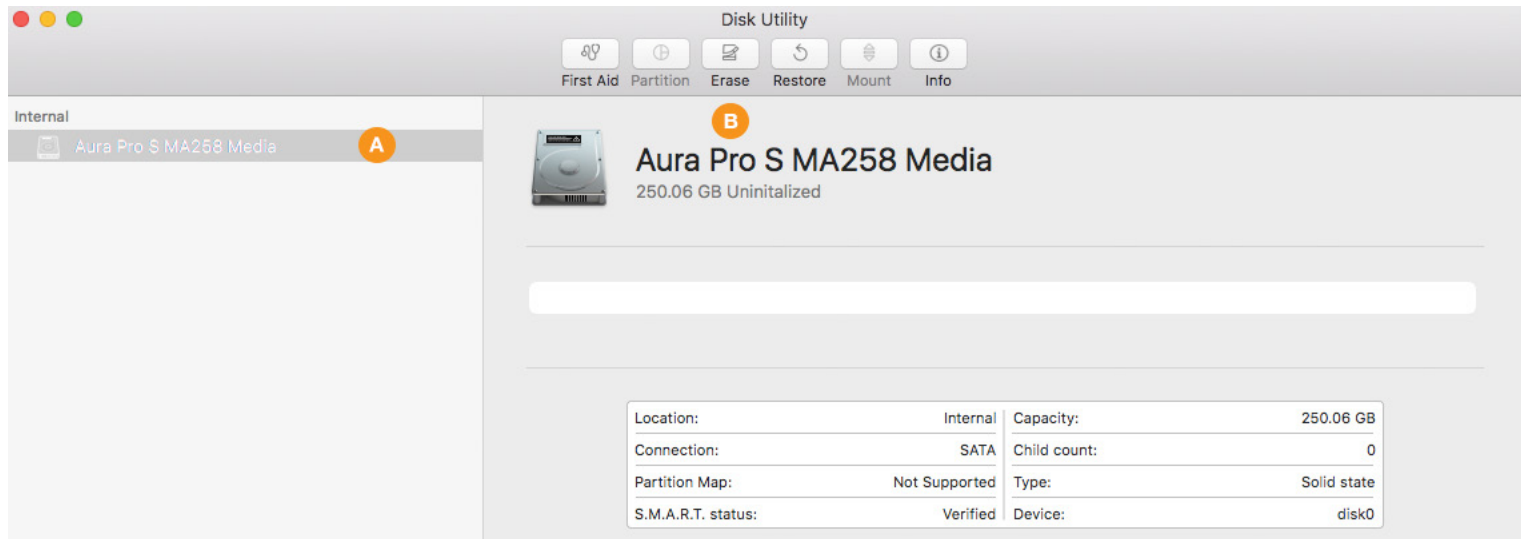 Disk Utility
First Aid Partition Erase Restore Mount Info
Internal
Aura Pro S MA258 Media
A
B
Aura Pro S MA258 Media
250.06 GB Uninitalized
Location: Internal Capacity: 250.06 GB
Connection: SATA Child count: 0
Partition Map: Not Supported Type: Solid state
S.M.A.R.T. status: Verified Device: disk0